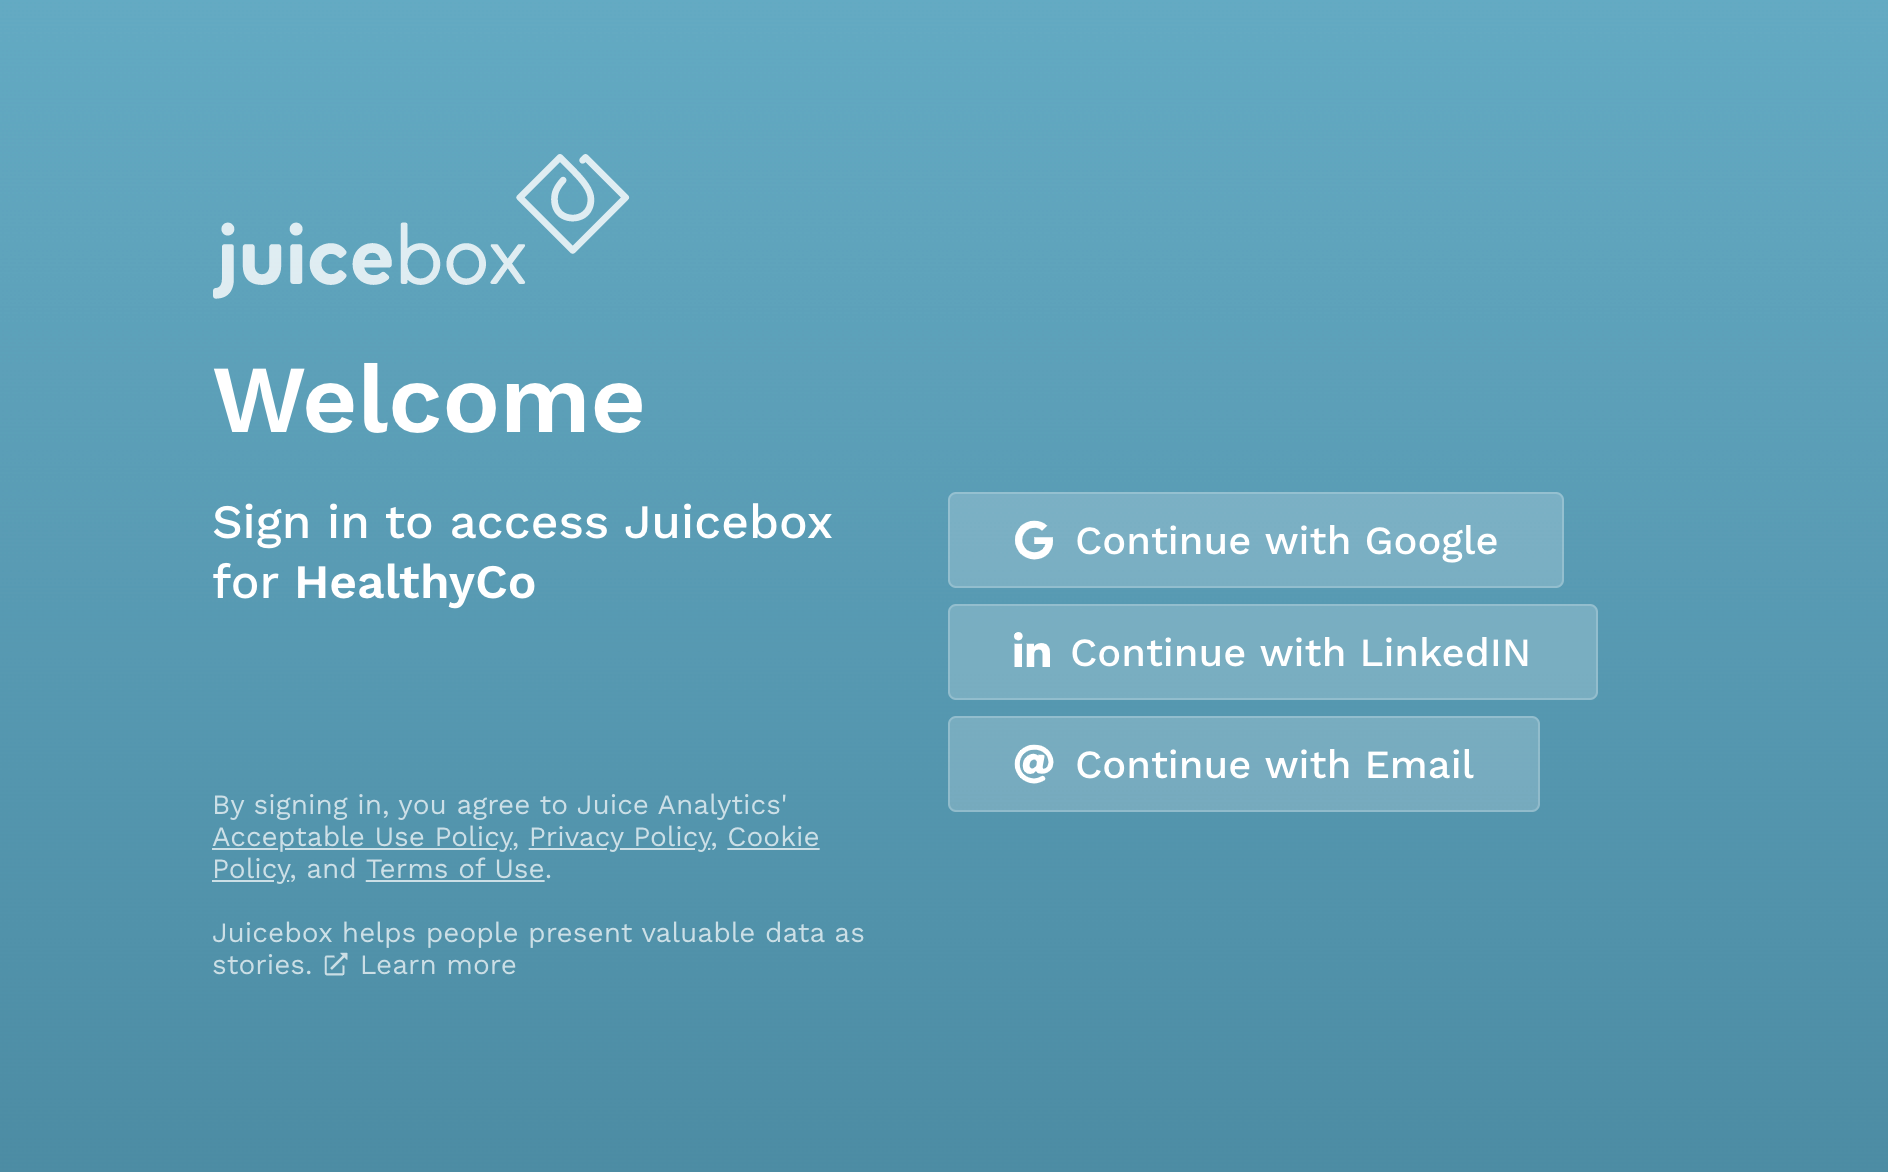 juicebox
Welcome
Sign in to access Juicebox
for HealthyCo
Continue with Google
Continue with LinkedIN
Continue with Email
By signing in, you agree to Juice Analytics'
Acceptable Use Policy, Privacy Policy, Cookie
Policy, and Terms of Use.
Juicebox helps people present valuable data as
stories. Learn more